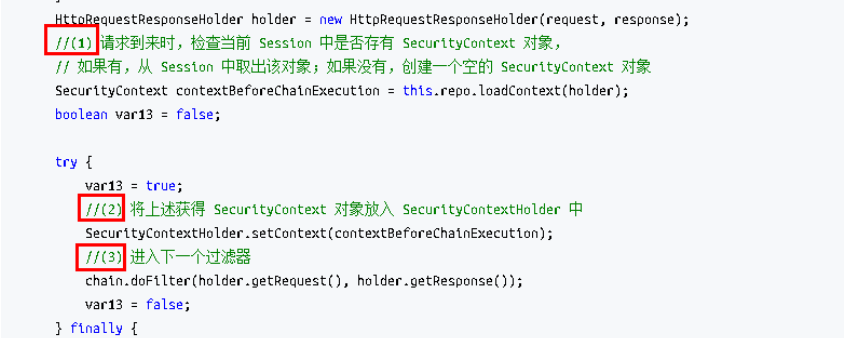 HttpRequestResponseHolder holder = new HttpRequestResponseHolder(request, response);
//(1) 请求到来时，检查当前 Session 中是否存有 SecurityContext 对象，
// 如果有，从 Session 中取出该对象；如果没有，创建一个空的 SecurityContext 对象
SecurityContext contextBeforeChainExecution = this.repo.loadContext(holder);
boolean var13 = false;
try {
var13 = true;
//(2) 将上述获得 SecurityContext 对象放入 SecurityContextHolder 中
SecurityContextHolder.setContext(contextBeforeChainExecution);
//(3) 进入下一个过滤器
chain.doFilter(holder.getRequest(), holder.getResponse());
var13 = false;
} finally {